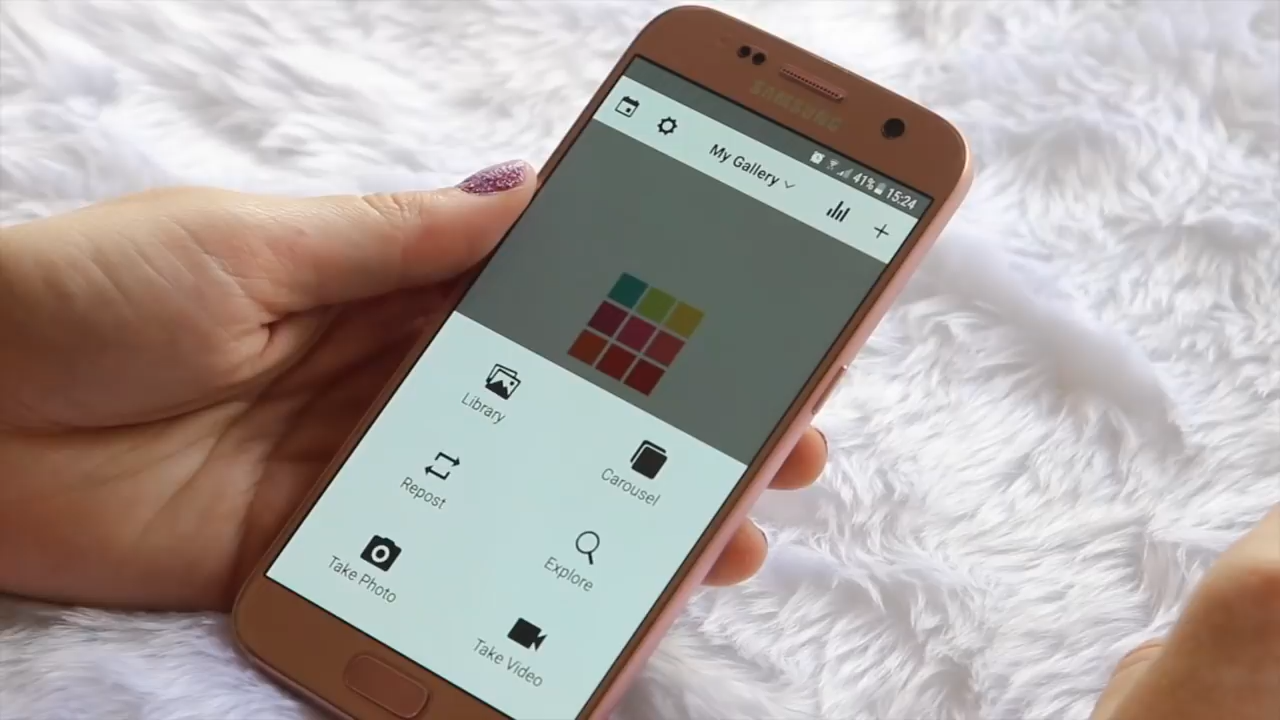 SAMSUNG
41% 15:24
My Gallery
Library
Carousel
Repost
Explore
Take Photo
Take Video